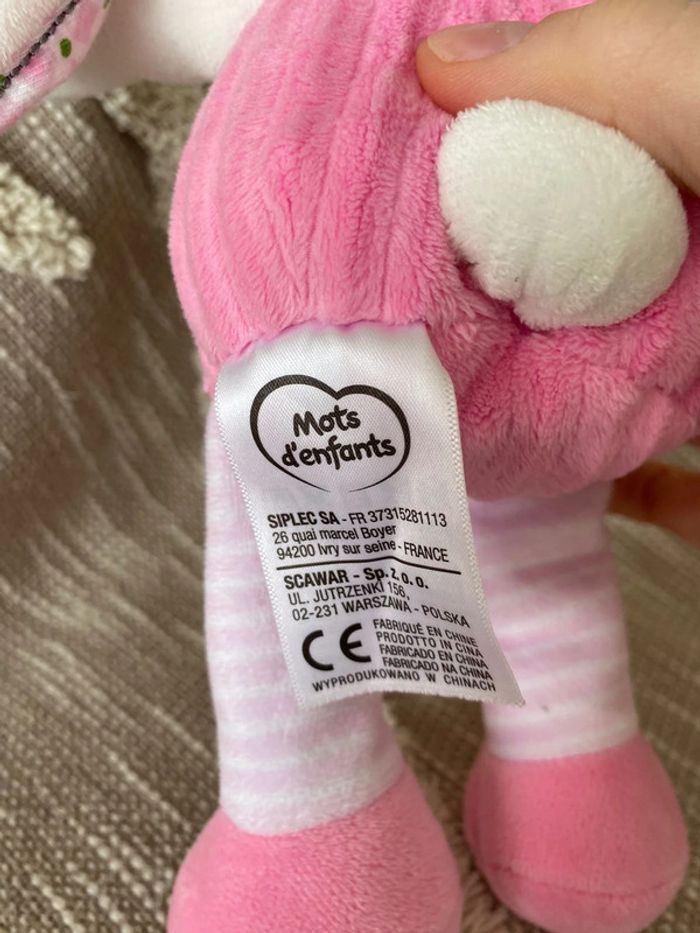 Mots
d'enfants
SIPLEC SA - FR 37315281113
26 quai marcel Boyer
94200 Ivry sur seine - FRANCE
SCAWAR - Sp. z o. o.
UL. JUTRZENKI 156,
02-231 WARSZAWA - POLSKA
CE
FABRIQUÉ EN CHINE
PRODOTTO IN CINA
FABRICADO EN CHINA
FABRICADO NA CHINA
WYPRODUKOWANO W CHINACH